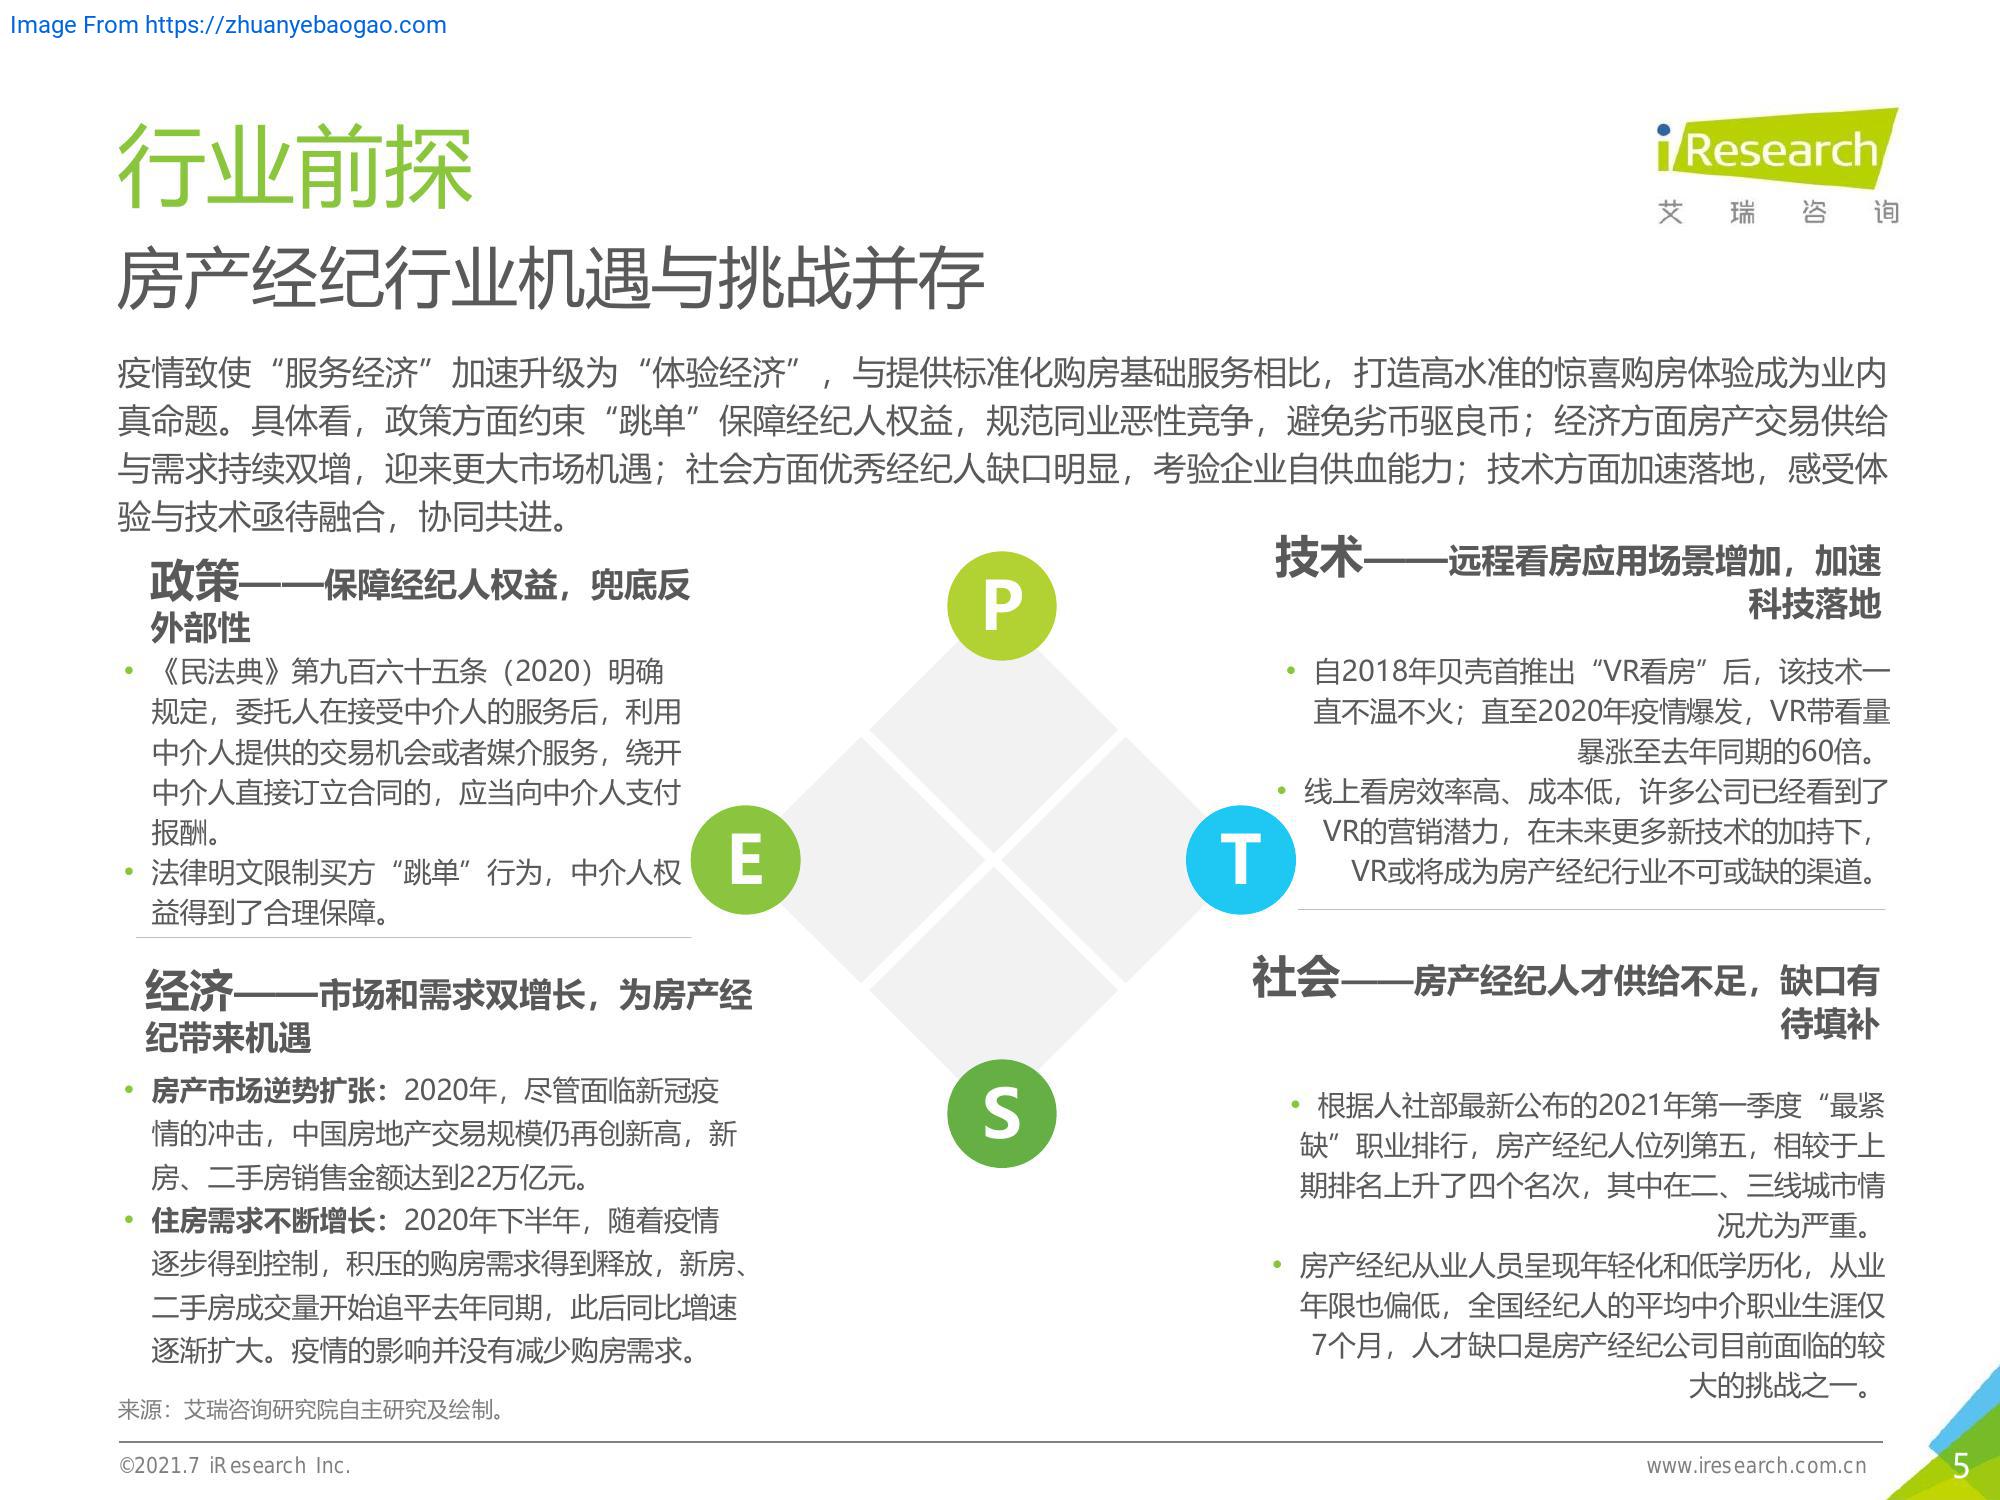 Image From https://zhuanyebaogao.com
行业前探
iResearch
艾瑞咨询
房产经纪行业机遇与挑战并存
疫情致使“服务经济”加速升级为“体验经济”，与提供标准化购房基础服务相比，打造高水准的惊喜购房体验成为业内
真命题。具体看，政策方面约束“跳单”保障经纪人权益，规范同业恶性竞争，避免劣币驱良币；经济方面房产交易供给
与需求持续双增，迎来更大市场机遇；社会方面优秀经纪人缺口明显，考验企业自供血能力；技术方面加速落地，感受体
验与技术亟待融合，协同共进。
政策——保障经纪人权益，兜底反
外部性
• 《民法典》第九百六十五条（2020）明确
规定，委托人在接受中介人的服务后，利用
中介人提供的交易机会或者媒介服务，绕开
中介人直接订立合同的，应当向中介人支付
报酬。
• 法律明文限制买方“跳单”行为，中介人权
益得到了合理保障。
经济——市场和需求双增长，为房产经
纪带来机遇
• 房产市场逆势扩张：2020年，尽管面临新冠疫
情的冲击，中国房地产交易规模仍再创新高，新
房、二手房销售金额达到22万亿元。
• 住房需求不断增长：2020年下半年，随着疫情
逐步得到控制，积压的购房需求得到释放，新房、
二手房成交量开始追平去年同期，此后同比增速
逐渐扩大。疫情的影响并没有减少购房需求。
P
E
T
S
技术——远程看房应用场景增加，加速
科技落地
• 自2018年贝壳首推出“VR看房”后，该技术一
直不温不火；直至2020年疫情爆发，VR带看量
暴涨至去年同期的60倍。
• 线上看房效率高、成本低，许多公司已经看到了
VR的营销潜力，在未来更多新技术的加持下，
VR或将成为房产经纪行业不可或缺的渠道。
社会——房产经纪人才供给不足，缺口有
待填补
• 根据人社部最新公布的2021年第一季度“最紧
缺”职业排行，房产经纪人位列第五，相较于上
期排名上升了四个名次，其中在二、三线城市情
况尤为严重。
• 房产经纪从业人员呈现年轻化和低学历化，从业
年限也偏低，全国经纪人的平均中介职业生涯仅
7个月，人才缺口是房产经纪公司目前面临的较
大的挑战之一。
来源：艾瑞咨询研究院自主研究及绘制。
©2021.7 iResearch Inc.
www.iresearch.com.cn
5